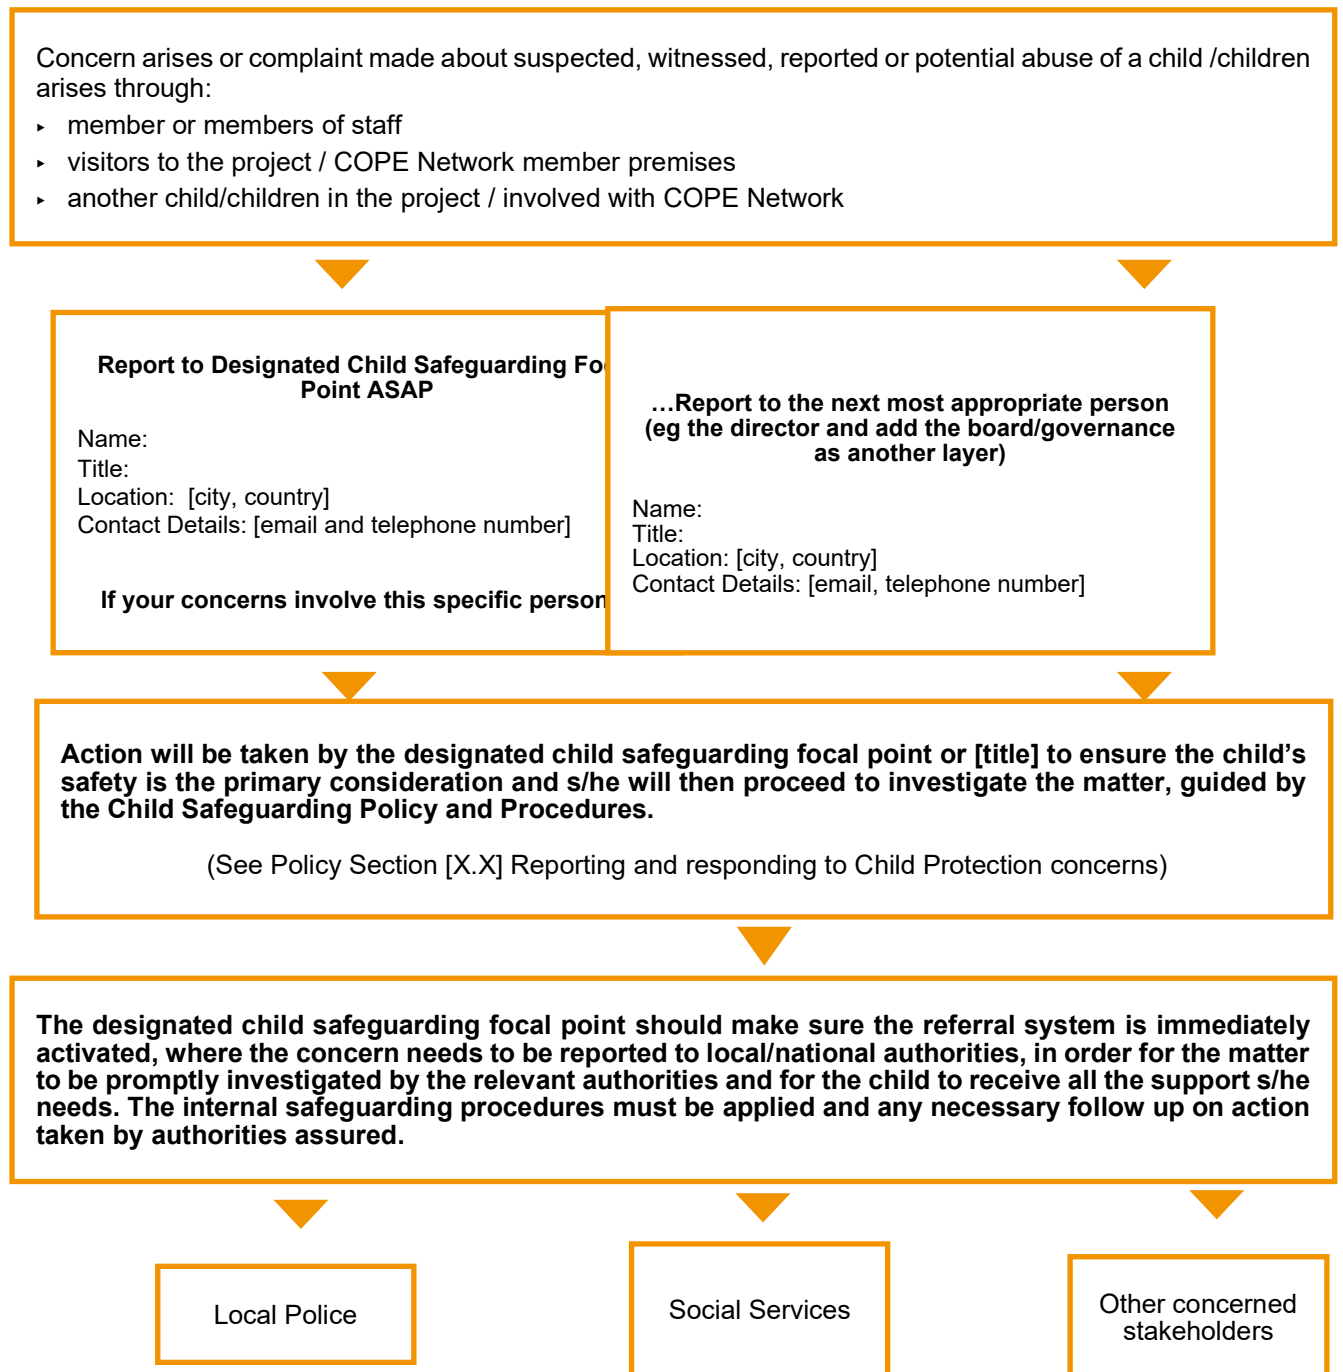 Concern arises or complaint made about suspected, witnessed, reported or potential abuse of a child /children
arises through:
‣ member or members of staff
‣ visitors to the project / COPE Network member premises
‣ another child/children in the project / involved with COPE Network
Report to Designated Child Safeguarding Fo
Point ASAP
Name:
Title:
Location: [city, country]
Contact Details: [email and telephone number]
If your concerns involve this specific person
…Report to the next most appropriate person
(eg the director and add the board/governance
as another layer)
Name:
Title:
Location: [city, country]
Contact Details: [email, telephone number]
Action will be taken by the designated child safeguarding focal point or [title] to ensure the child’s
safety is the primary consideration and s/he will then proceed to investigate the matter, guided by
the Child Safeguarding Policy and Procedures.
(See Policy Section [X.X] Reporting and responding to Child Protection concerns)
The designated child safeguarding focal point should make sure the referral system is immediately
activated, where the concern needs to be reported to local/national authorities, in order for the matter
to be promptly investigated by the relevant authorities and for the child to receive all the support s/he
needs. The internal safeguarding procedures must be applied and any necessary follow up on action
taken by authorities assured.
Local Police
Social Services
Other concerned
stakeholders